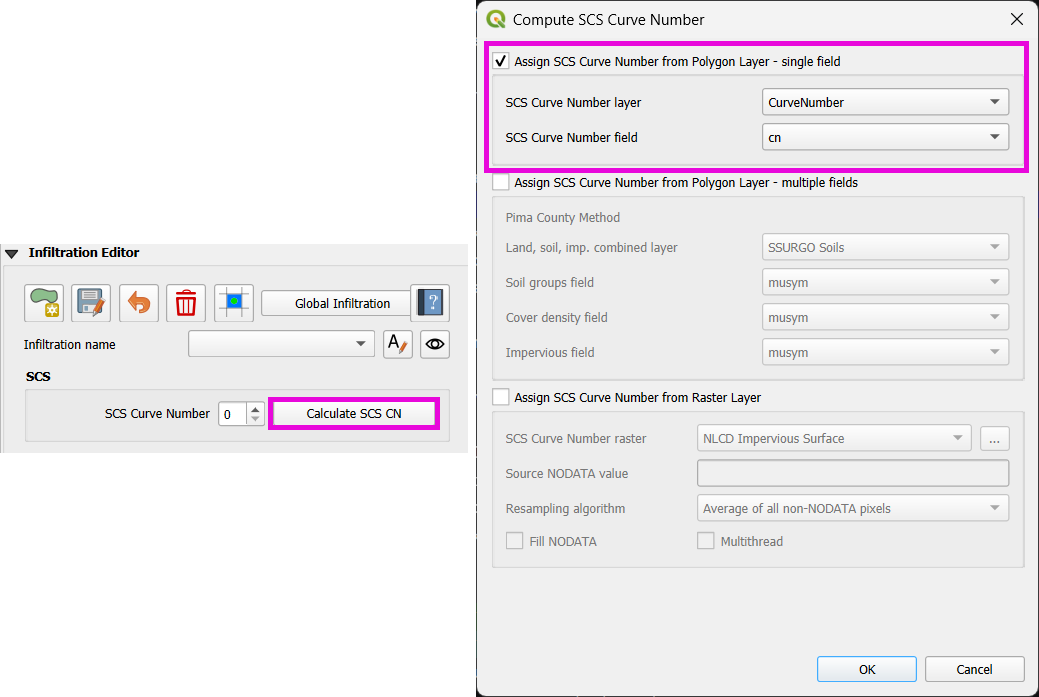 Infiltration Editor
Global Infiltration
?
Infiltration name
A
SCS
SCS Curve Number 0 Calculate SCS CN
Compute SCS Curve Number
Assign SCS Curve Number from Polygon Layer - single field
SCS Curve Number layer CurveNumber
SCS Curve Number field cn
Assign SCS Curve Number from Polygon Layer - multiple fields
Pima County Method
Land, soil, imp. combined layer SSURGO Soils
Soil groups field musym
Cover density field musym
Impervious field musym
Assign SCS Curve Number from Raster Layer
SCS Curve Number raster NLCD Impervious Surface ...
Source NODATA value
Resampling algorithm Average of all non-NODATA pixels
Fill NODATA Multithread
OK Cancel